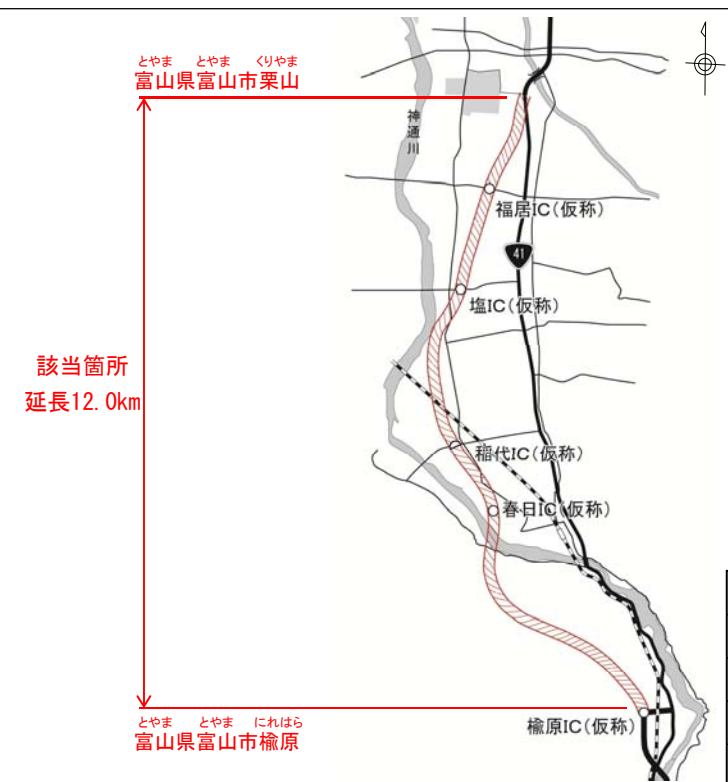 とやま とやま くりやま
富山県富山市栗山
神通川
福居IC(仮称)
41
塩IC(仮称)
該当箇所
延長12.0km
稲代IC(仮称)
春日IC(仮称)
楡原IC(仮称)
とやま とやま にれはら
富山県富山市楡原